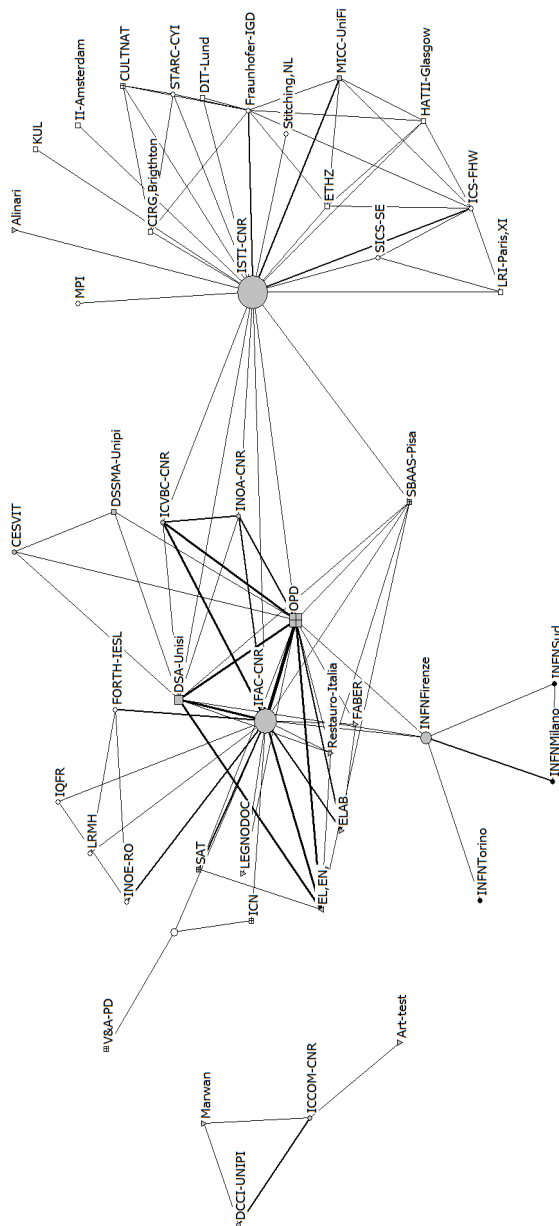 II-Amsterdam
CULTNAT
STARC-CYI
DIT-Lund
Fraunhofer-IGD
Stitching,NL
MICC-UniFi
HATII-Glasgow
KUL
Alinari
CIRG,Brigthton
ETHZ
ICS-FHW
SICS-SE
ISTI-CNR
MPI
LRI-Paris,XI
CESVIT
DSSMA-Unipi
ICVBC-CNR
INOA-CNR
SBAAS-Pisa
OPD
FORTH-IESL
DSA-Unisi
IFAC-CNR
Restauro-Italia
FABER
INFNFirenze
INFNSud
INFNMilano
IQFR
LRMH
INOE-RO
SAT
LEGNODOC
ELAB
EL,EN,
ICN
INFNTorino
V&A-PD
Art-test
Marwan
ICCOM-CNR
DCCI-UNIPI